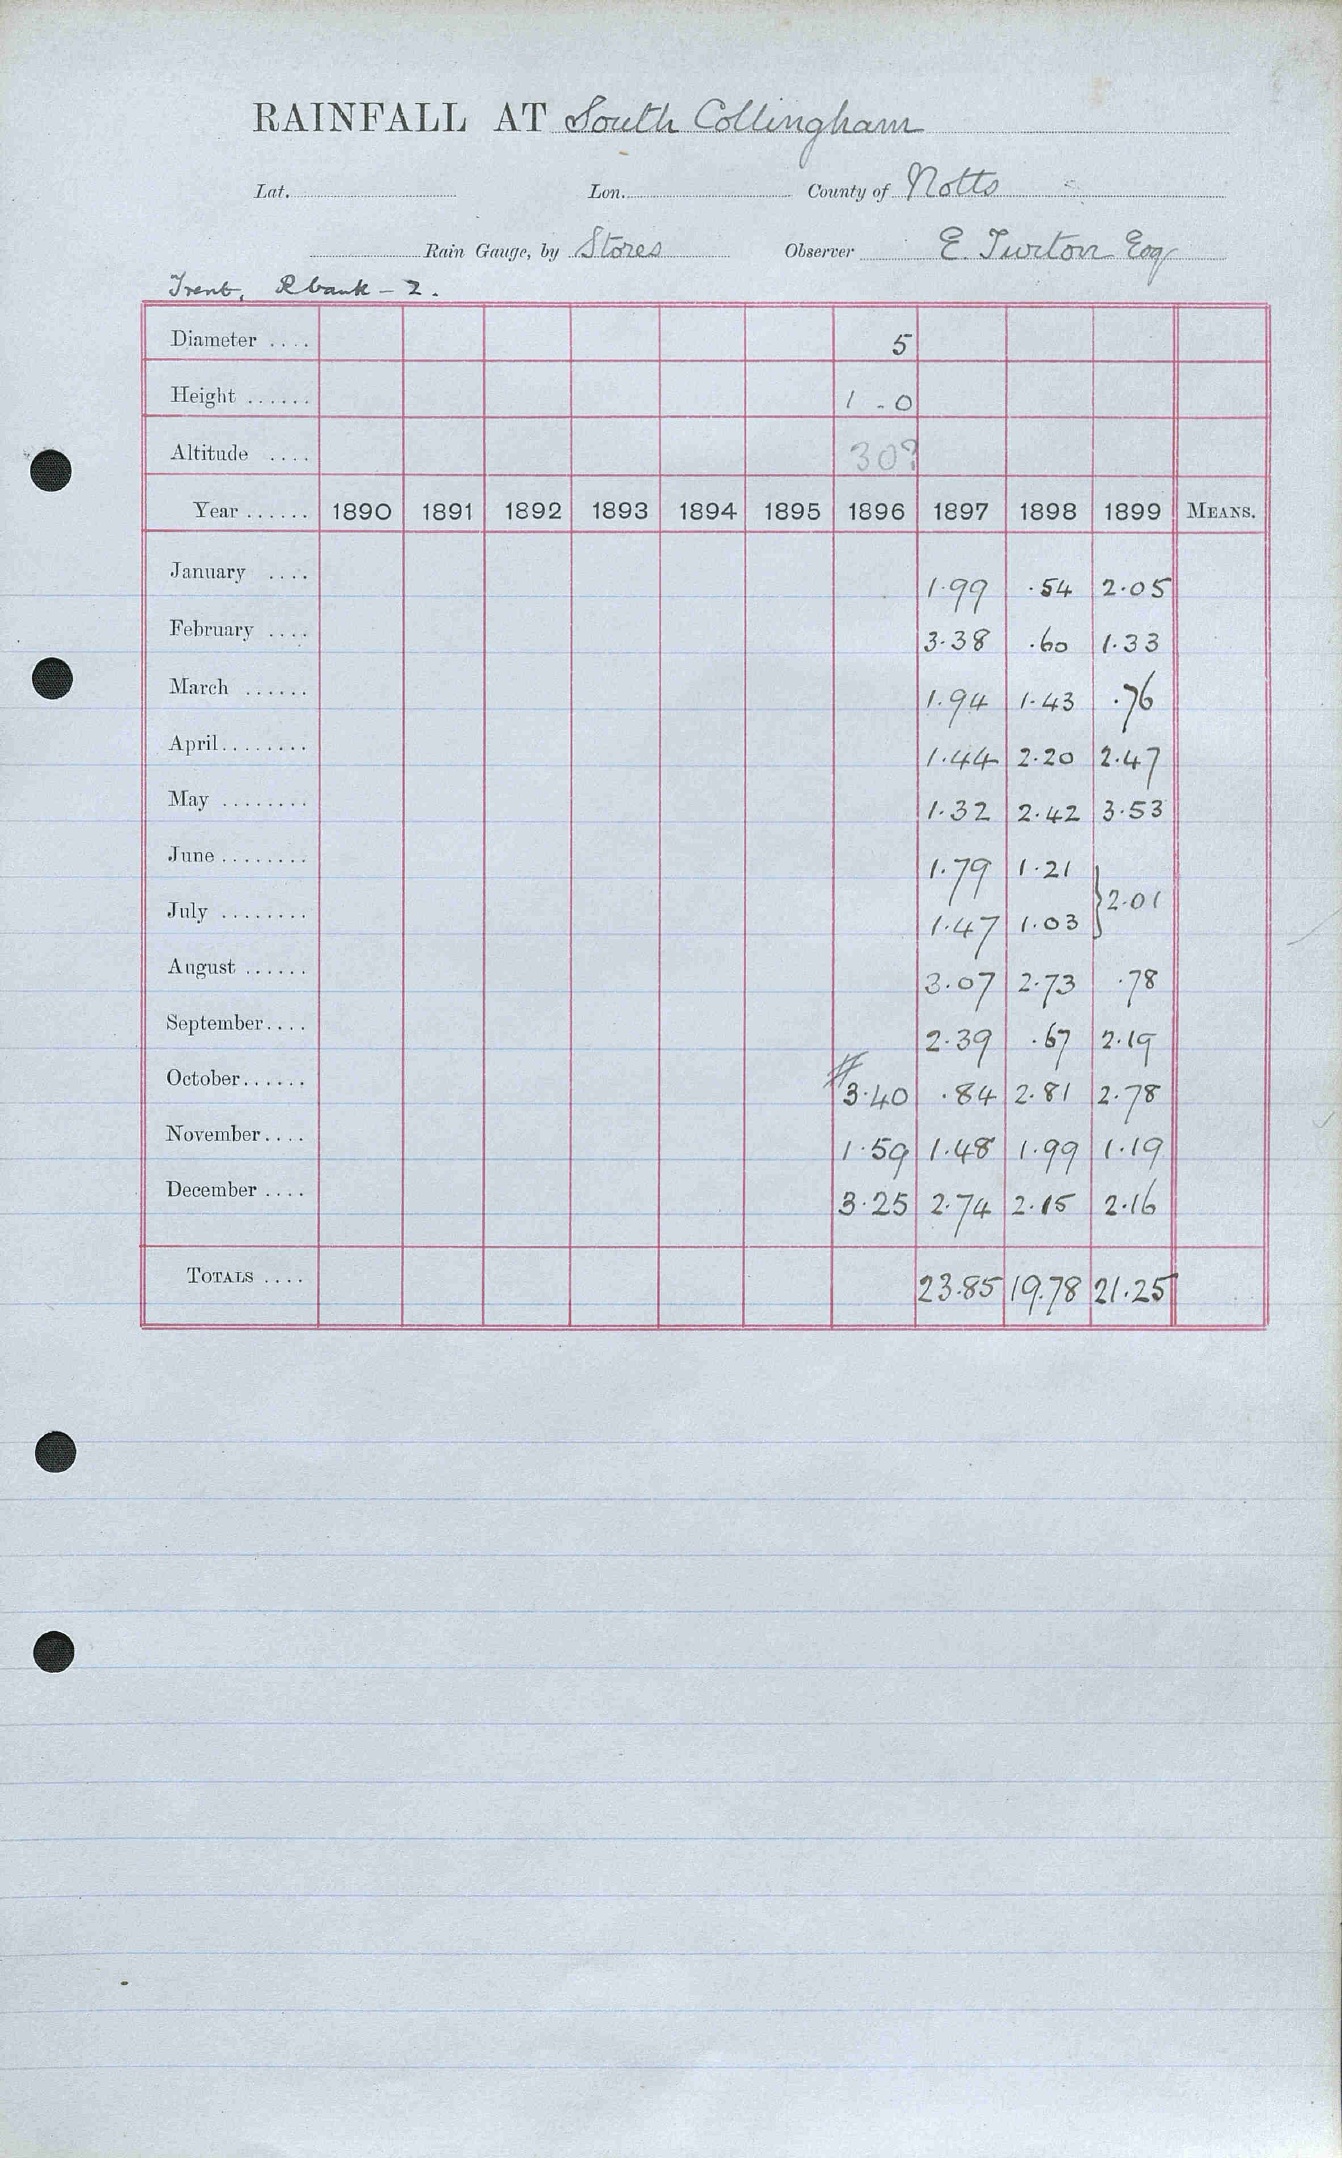 RAINFALL AT South Collingham
Lat. Lon. County of Notts
Rain Gauge, by Stores Observer E. Turton Esq
Trent, R bank - 2.
Diameter .... 5
Height ...... 1 - 0
Altitude .... 30?
Year ...... 1890 1891 1892 1893 1894 1895 1896 1897 1898 1899 MEANS.
January .... 1.99 .54 2.05
February .... 3.38 .60 1.33
March ...... 1.94 1.43 .76
April........ 1.44 2.20 2.47
May ........ 1.32 2.42 3.53
June ........ 1.79 1.21
July ........ 1.47 1.03 }2.01
August ...... 3.07 2.73 .78
September.... 2.39 .67 2.19
October...... #3.40 .84 2.81 2.78
November.... 1.59 1.48 1.99 1.19
December .... 3.25 2.74 2.15 2.16
TOTALS .... 23.85 19.78 21.25